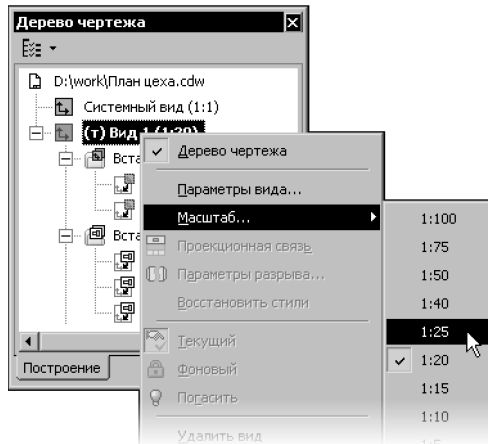 Дерево чертежа
D:\work\План цеха.cdw
Системный вид (1:1)
(т) Вид 1 (1:20)
Вста
Вста
Построение
Дерево чертежа
Параметры вида...
Масштаб...
Проекционная связь
Параметры разрыва...
Восстановить стили
Текущий
Фоновый
Погасить
Удалить вид
1:100
1:75
1:50
1:40
1:25
1:20
1:15
1:10